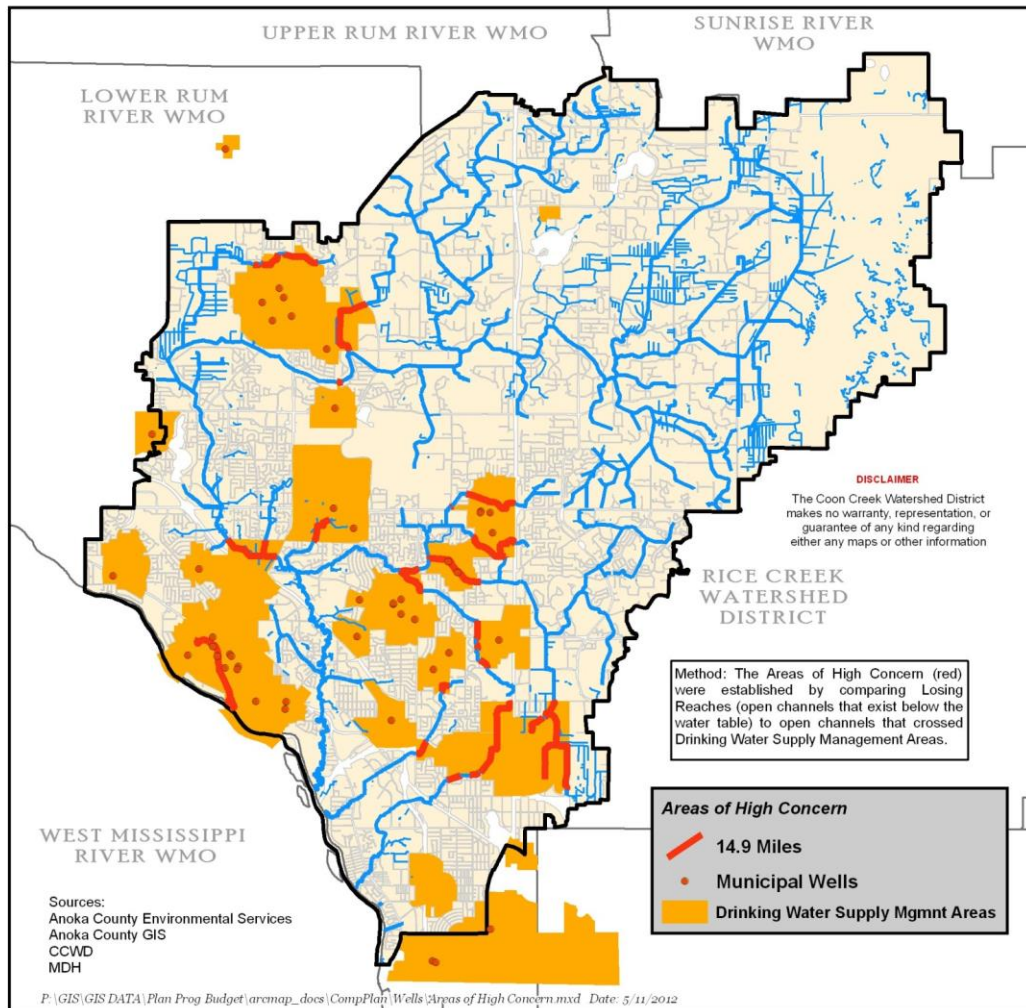 UPPER RUM RIVER WMO
SUNRISE RIVER
WMO
LOWER RUM
RIVER WMO
DISCLAIMER
The Coon Creek Watershed District
makes no warranty, representation, or
guarantee of any kind regarding
either any maps or other information
RICE CREEK
WATERSHED
DISTRICT
Method: The Areas of High Concern (red)
were established by comparing Losing
Reaches (open channels that exist below the
water table) to open channels that crossed
Drinking Water Supply Management Areas.
WEST MISSISSIPPI
RIVER WMO
Areas of High Concern
14.9 Miles
Municipal Wells
Drinking Water Supply Mgmnt Areas
Sources:
Anoka County Environmental Services
Anoka County GIS
CCWD
MDH
P:\GIS\GIS DATA\Plan Prog Budget\arcmap_docs\CompPlan\Wells\Areas of High Concern.mxd Date: 5/11/2012